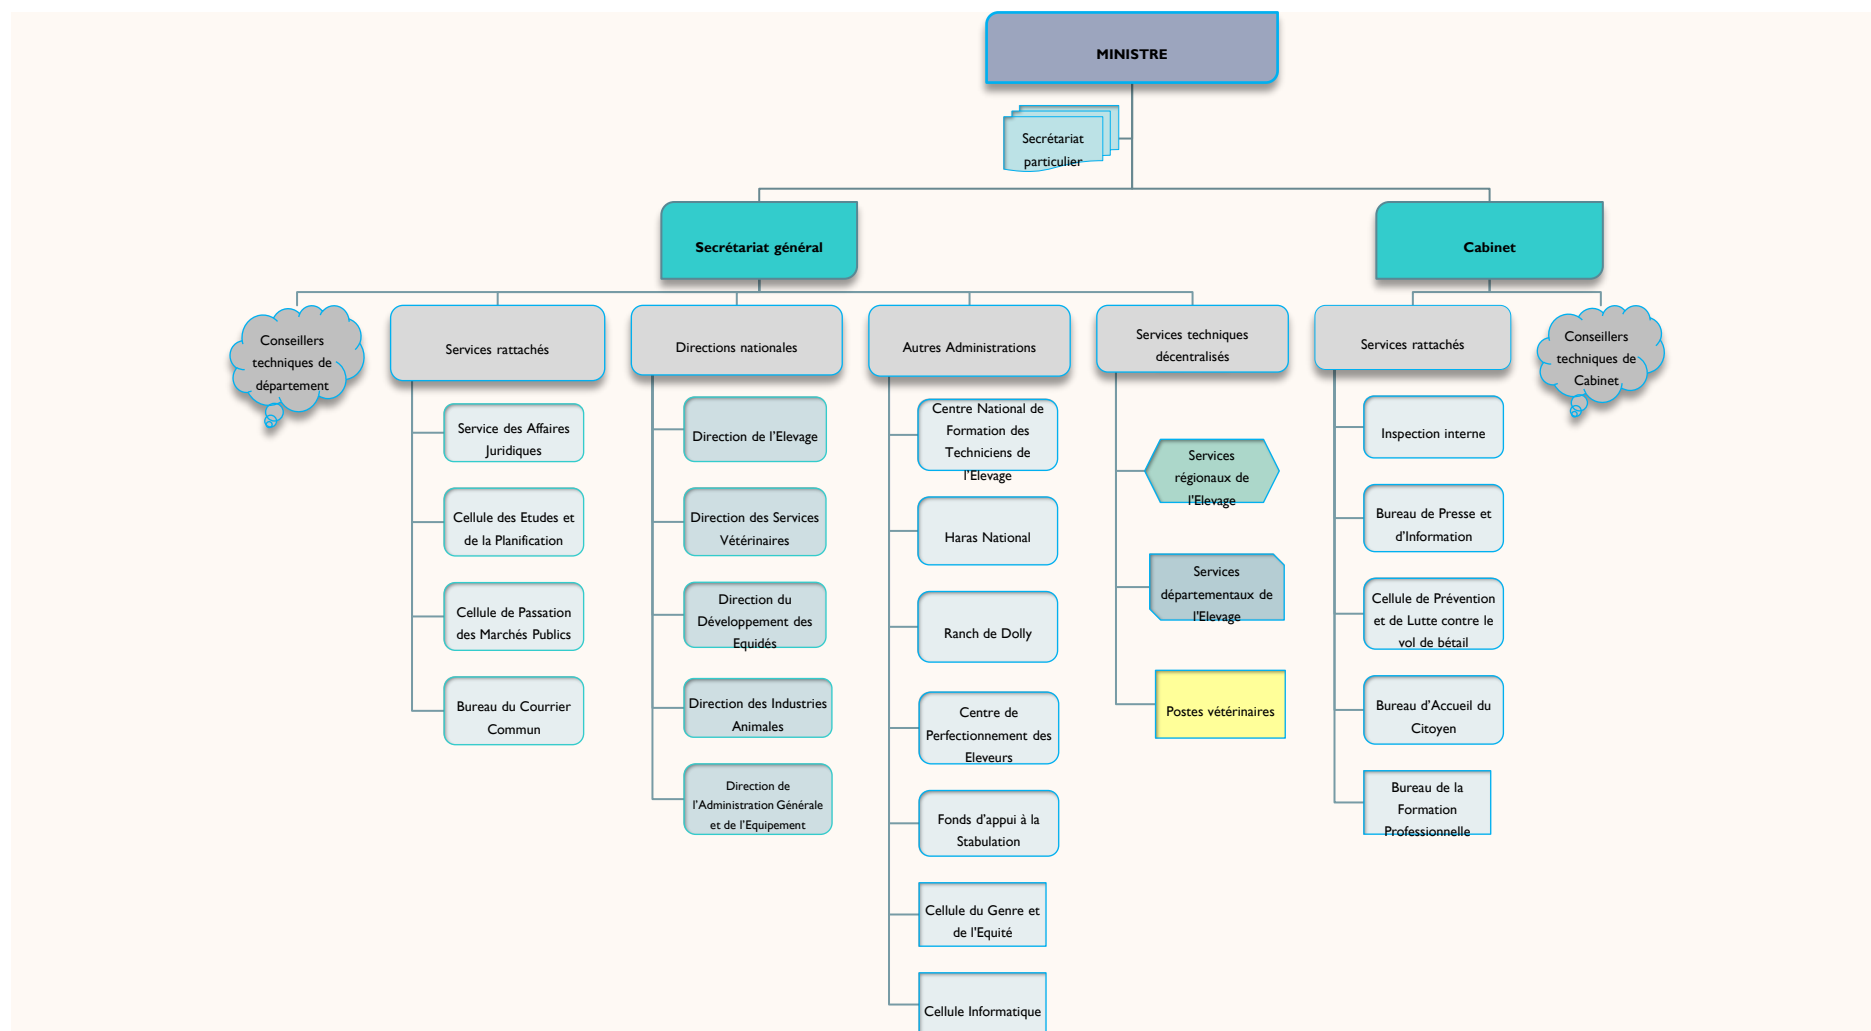 MINISTRE
Secrétariat
particulier
Secrétariat général
Cabinet
Conseillers
techniques de
département
Services rattachés
Directions nationales
Autres Administrations
Services techniques
décentralisés
Services rattachés
Conseillers
techniques de
Cabinet
Service des Affaires
Juridiques
Cellule des Etudes et
de la Planification
Cellule de Passation
des Marchés Publics
Bureau du Courrier
Commun
Direction de l'Elevage
Direction des Services
Vétérinaires
Direction du
Développement des
Equidés
Direction des Industries
Animales
Direction de
l'Administration Générale
et de l'Equipement
Centre National de
Formation des
Techniciens de
l'Elevage
Haras National
Ranch de Dolly
Centre de
Perfectionnement des
Eleveurs
Fonds d'appui à la
Stabulation
Cellule du Genre et
de l'Equité
Cellule Informatique
Services
régionaux de
l'Elevage
Services
départementaux de
l'Elevage
Postes vétérinaires
Inspection interne
Bureau de Presse et
d'Information
Cellule de Prévention
et de Lutte contre le
vol de bétail
Bureau d'Accueil du
Citoyen
Bureau de la
Formation
Professionnelle